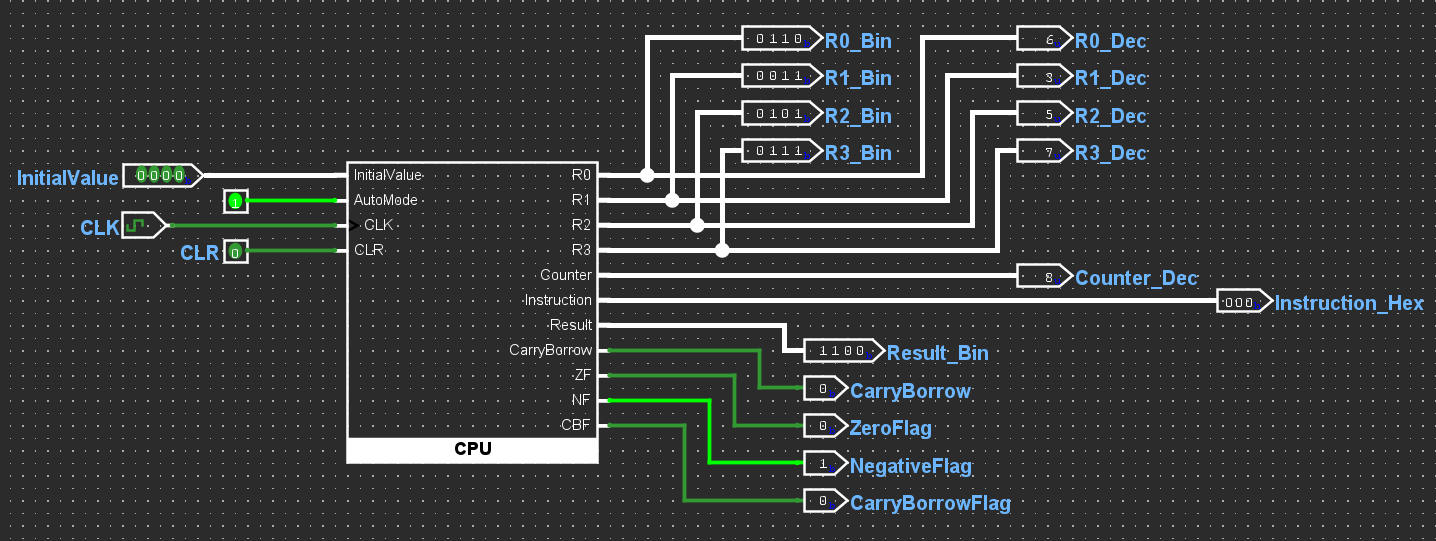 0110 R0_Bin
6 R0_Dec
0011 R1_Bin
3 R1_Dec
0101 R2_Bin
5 R2_Dec
0111 R3_Bin
7 R3_Dec
InitialValue 0000
InitialValue
R0
1
AutoMode
R1
CLK
CLK
R2
CLR 0
CLR
R3
Counter
8 Counter_Dec
Instruction
000 Instruction_Hex
Result
1100 Result_Bin
CarryBorrow
0 CarryBorrow
ZF
0 ZeroFlag
NF
1 NegativeFlag
CBF
0 CarryBorrowFlag
CPU